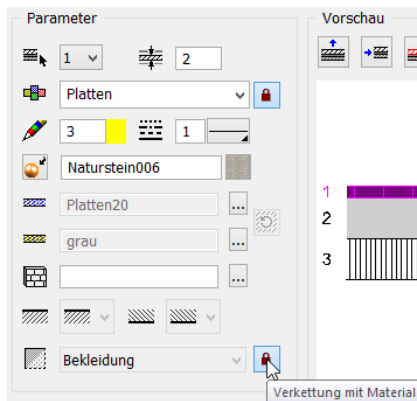 Parameter
Vorschau
1
2
Platten
3
1
Naturstein006
Platten20
...
grau
...
...
Bekleidung
1
2
3
Verkettung mit Material